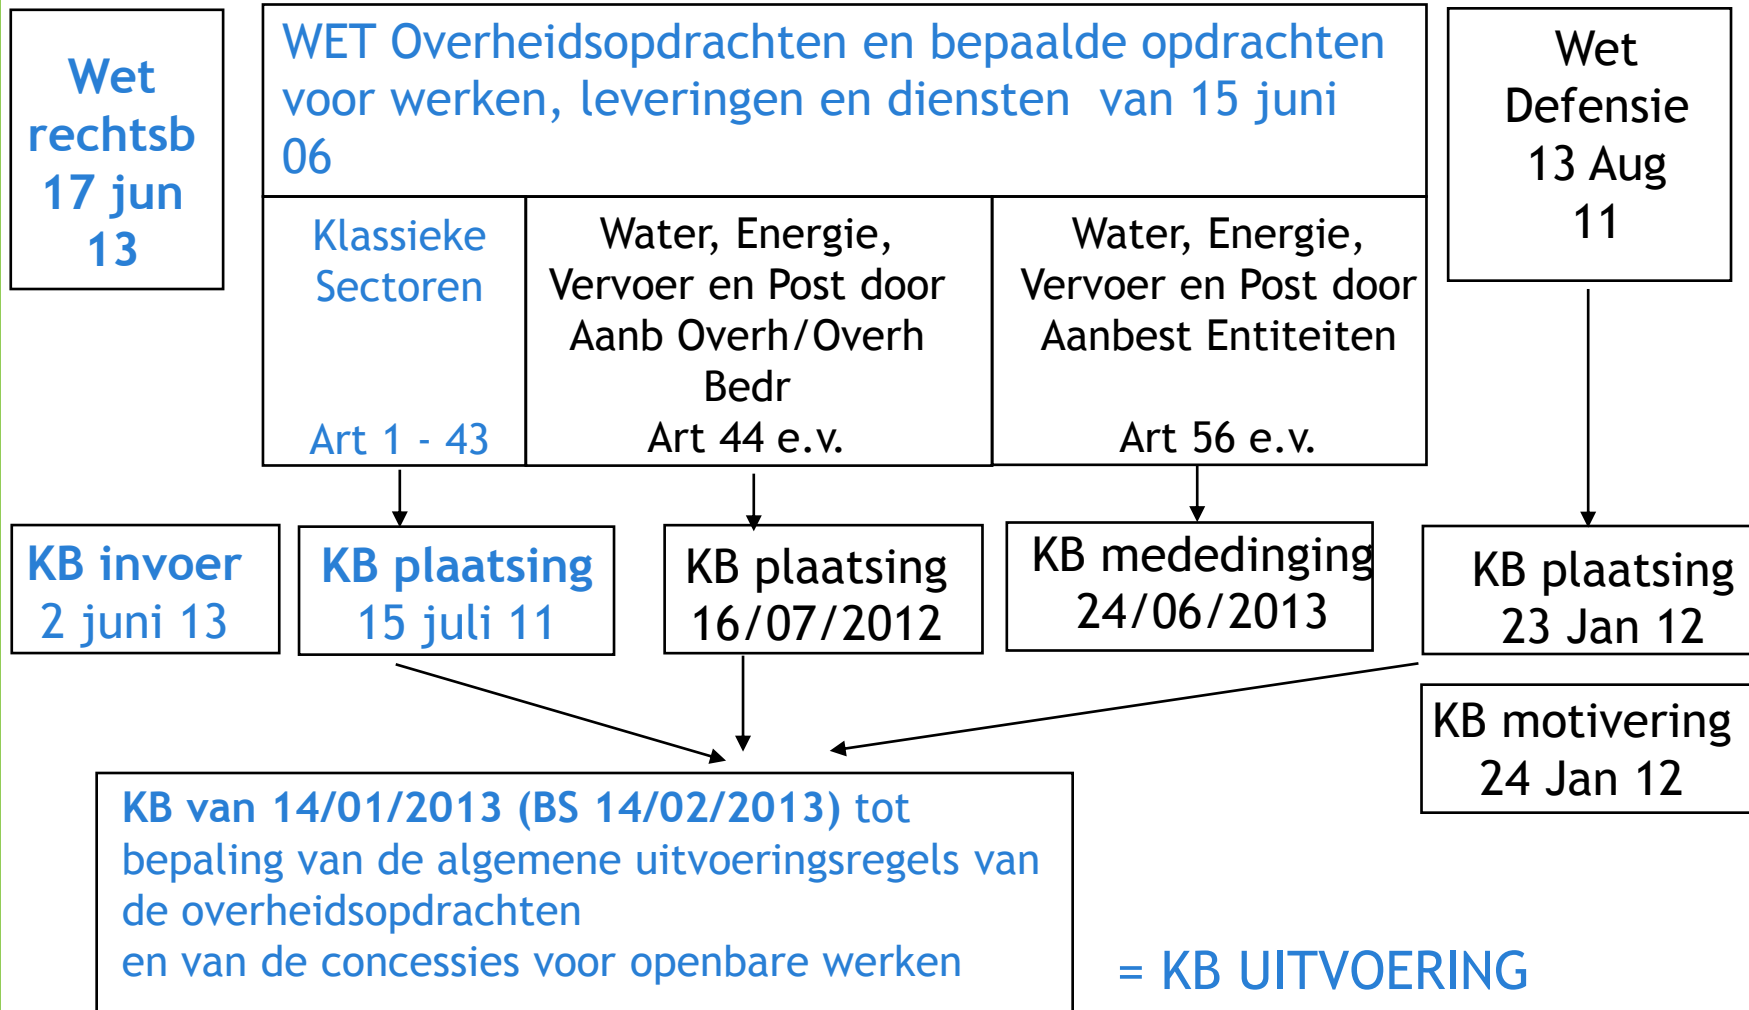 Wet
rechtsb
17 jun
13
WET Overheidsopdrachten en bepaalde opdrachten
voor werken, leveringen en diensten  van 15 juni
06
Wet
Defensie
13 Aug
11
Klassieke
Sectoren
Art 1 - 43
Water, Energie,
Vervoer en Post door
Aanb Overh/Overh
Bedr
Art 44 e.v.
Water, Energie,
Vervoer en Post door
Aanbest Entiteiten
Art 56 e.v.
KB invoer
2 juni 13
KB plaatsing
15 juli 11
KB plaatsing
16/07/2012
KB mededinging
24/06/2013
KB plaatsing
23 Jan 12
KB motivering
24 Jan 12
KB van 14/01/2013 (BS 14/02/2013) tot
bepaling van de algemene uitvoeringsregels van
de overheidsopdrachten
en van de concessies voor openbare werken
= KB UITVOERING